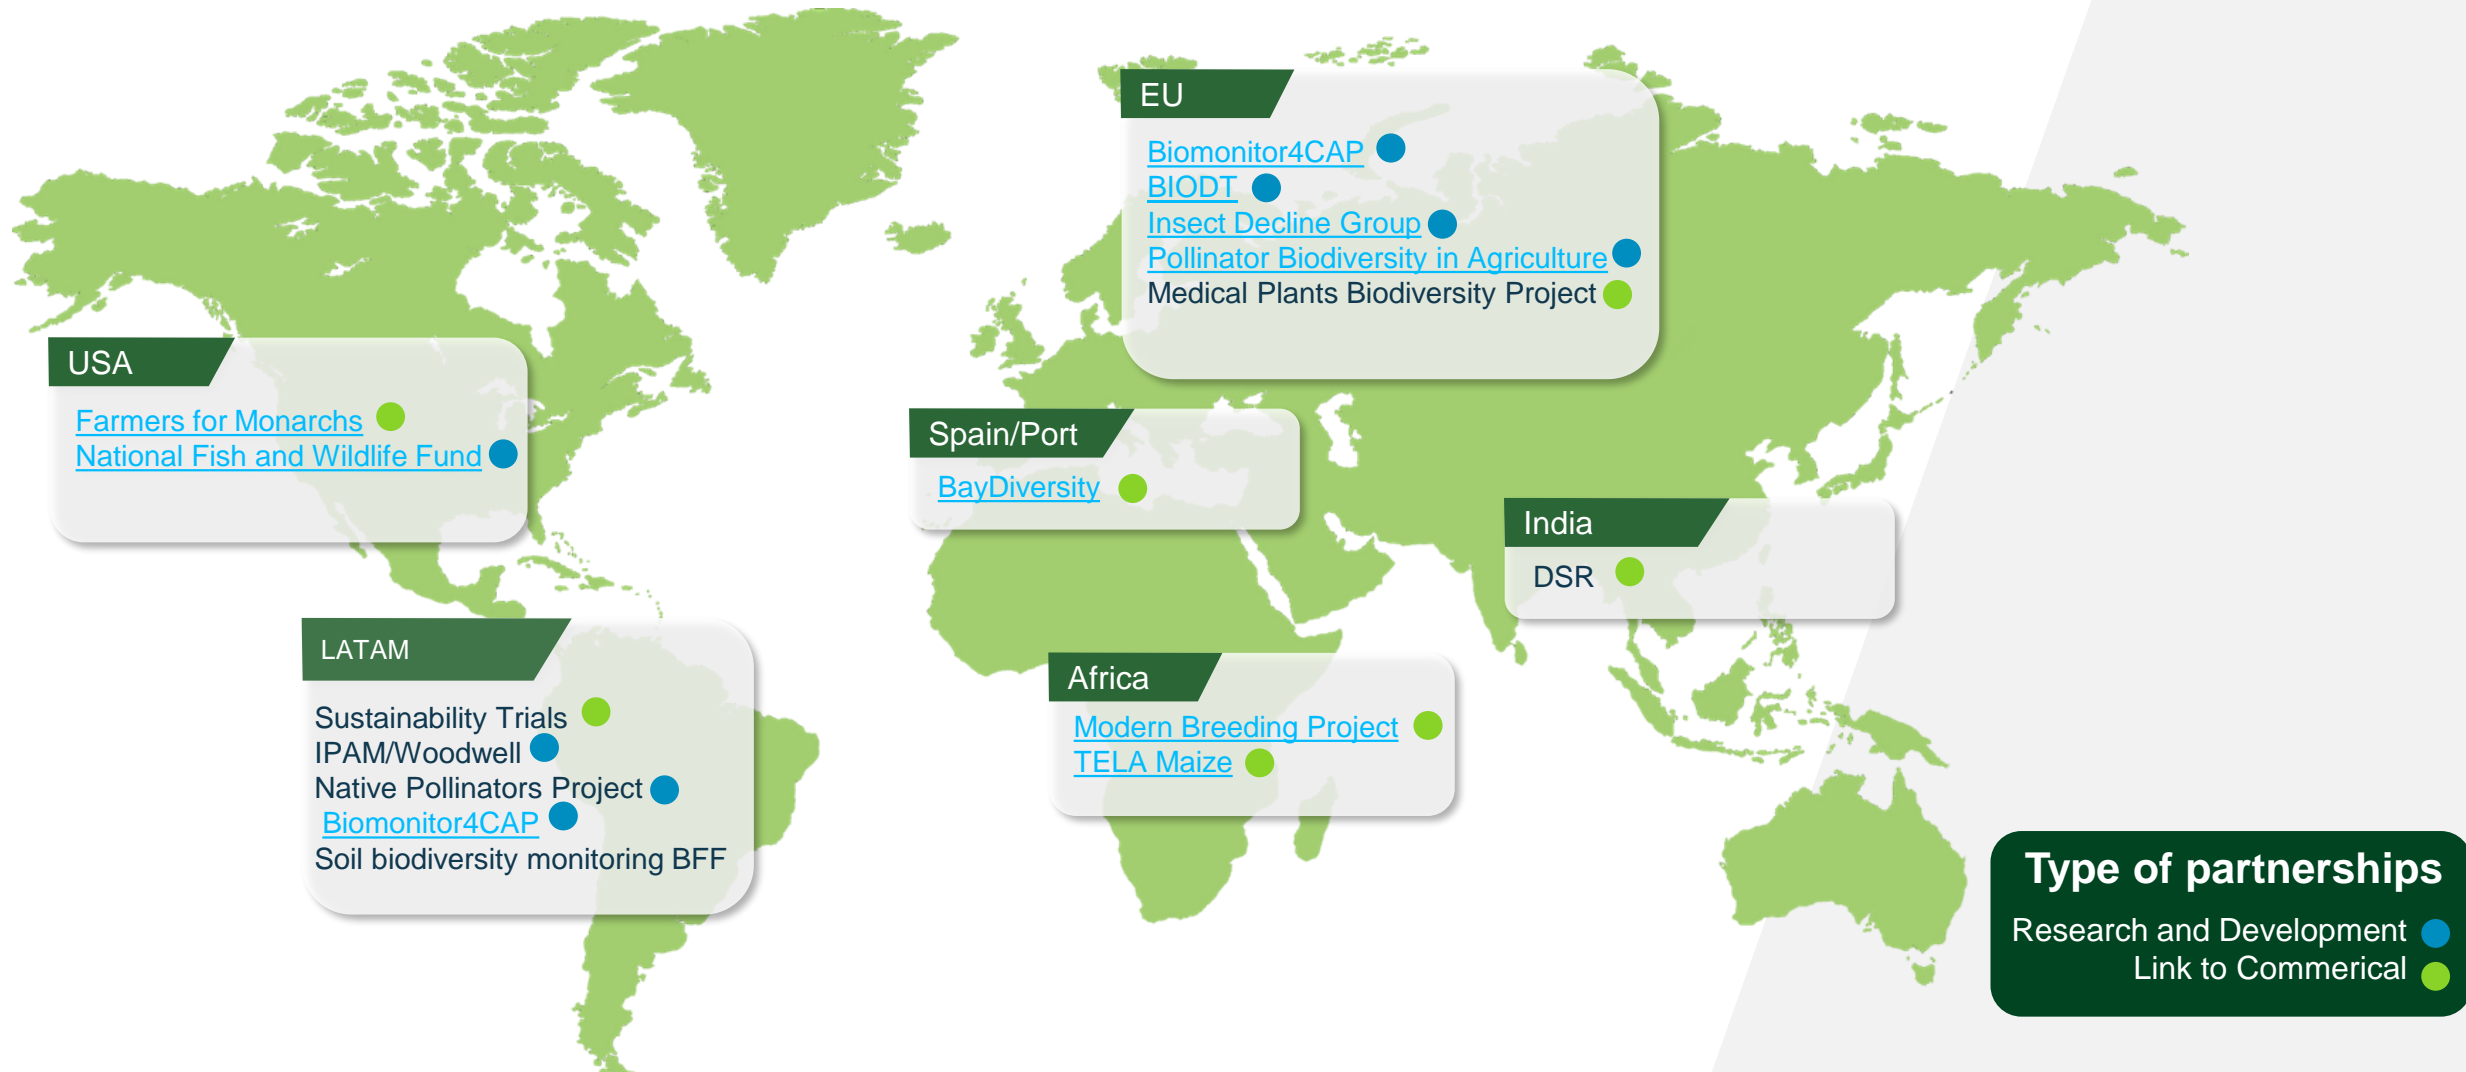 EU
Biomonitor4CAP
BIODT
Insect Decline Group
Pollinator Biodiversity in Agriculture
Medical Plants Biodiversity Project
USA
Farmers for Monarchs
National Fish and Wildlife Fund
Spain/Port
BayDiversity
India
DSR
LATAM
Sustainability Trials
IPAM/Woodwell
Native Pollinators Project
Biomonitor4CAP
Soil biodiversity monitoring BFF
Africa
Modern Breeding Project
TELA Maize
Type of partnerships
Research and Development
Link to Commerical